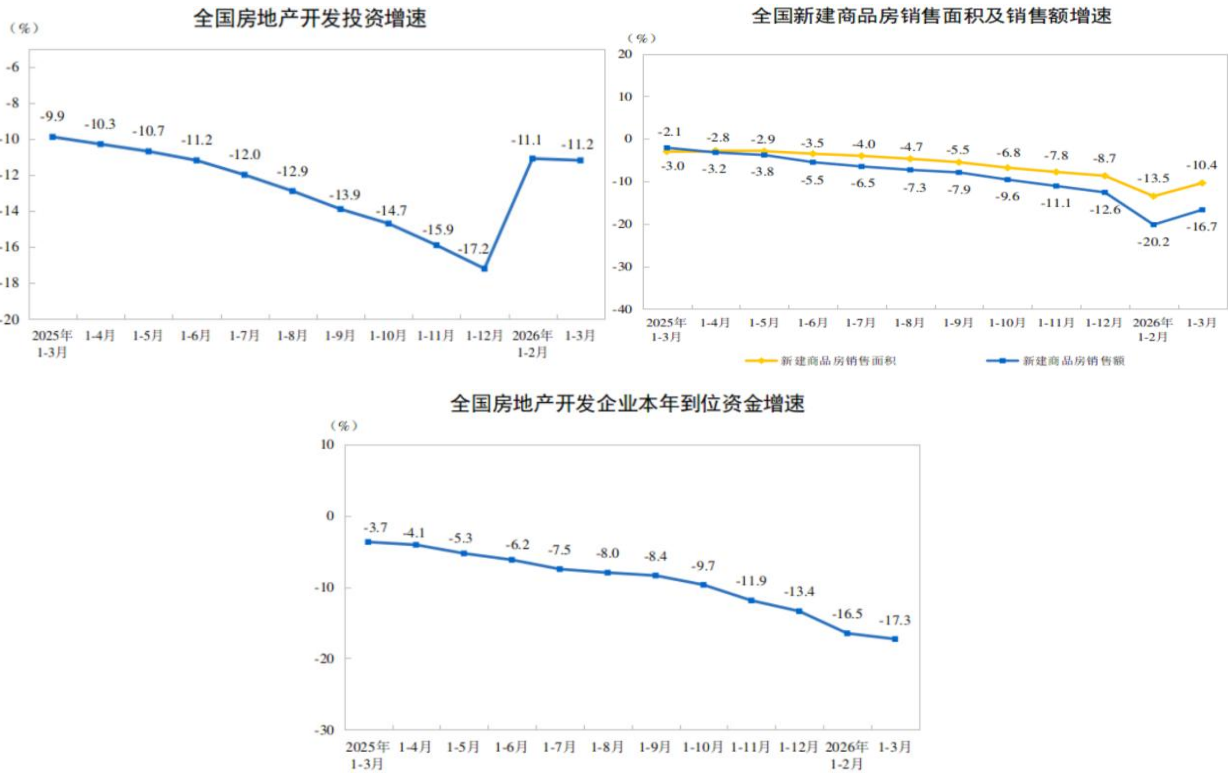 全国房地产开发投资增速
（%）
-6
-8
-10
-12
-14
-16
-18
-20
-9.9
-10.3
-10.7
-11.2
-12.0
-12.9
-13.9
-14.7
-15.9
-17.2
-11.1
-11.2
2025年 1-4月 1-5月 1-6月 1-7月 1-8月 1-9月 1-10月 1-11月 1-12月 2026年 1-3月
1-3月 1-2月
全国新建商品房销售面积及销售额增速
（%）
20
10
0
-10
-20
-30
-40
-2.1 -2.8 -2.9 -3.5 -4.0 -4.7 -5.5 -6.8 -7.8 -8.7 -13.5 -10.4
-3.0 -3.2 -3.8 -5.5 -6.5 -7.3 -7.9 -9.6 -11.1 -12.6 -20.2 -16.7
2025年 1-4月 1-5月 1-6月 1-7月 1-8月 1-9月 1-10月 1-11月 1-12月 2026年 1-3月
1-3月 1-2月
新建商品房销售面积 新建商品房销售额
全国房地产开发企业本年到位资金增速
（%）
10
0
-10
-20
-30
-3.7 -4.1 -5.3 -6.2 -7.5 -8.0 -8.4 -9.7 -11.9 -13.4 -16.5 -17.3
2025年 1-4月 1-5月 1-6月 1-7月 1-8月 1-9月 1-10月 1-11月 1-12月 2026年 1-3月
1-3月 1-2月